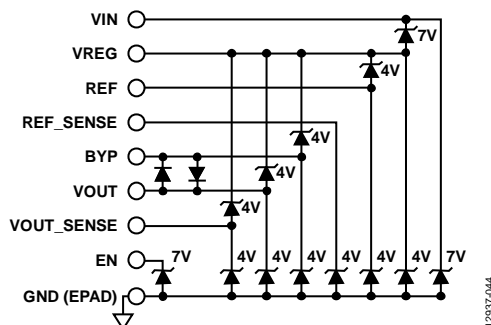 VIN
7V
VREG
4V
REF
REF_SENSE
4V
BYP
4V
VOUT
4V
VOUT_SENSE
EN
7V 4V 4V 4V 4V 4V 4V 7V
GND (EPAD)
12937-044